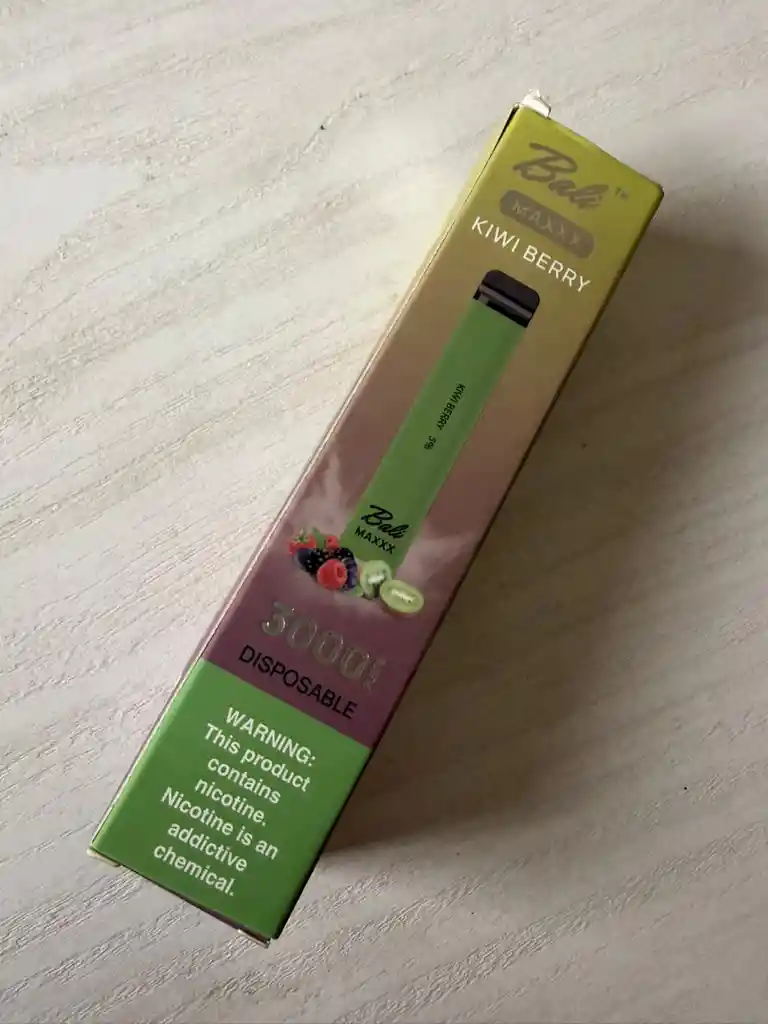 Bali™
MAXXX
KIWI BERRY
KIWI BERRY 5%
Bali
MAXXX
3000
DISPOSABLE
WARNING:
This product
contains
nicotine.
Nicotine is an
addictive
chemical.